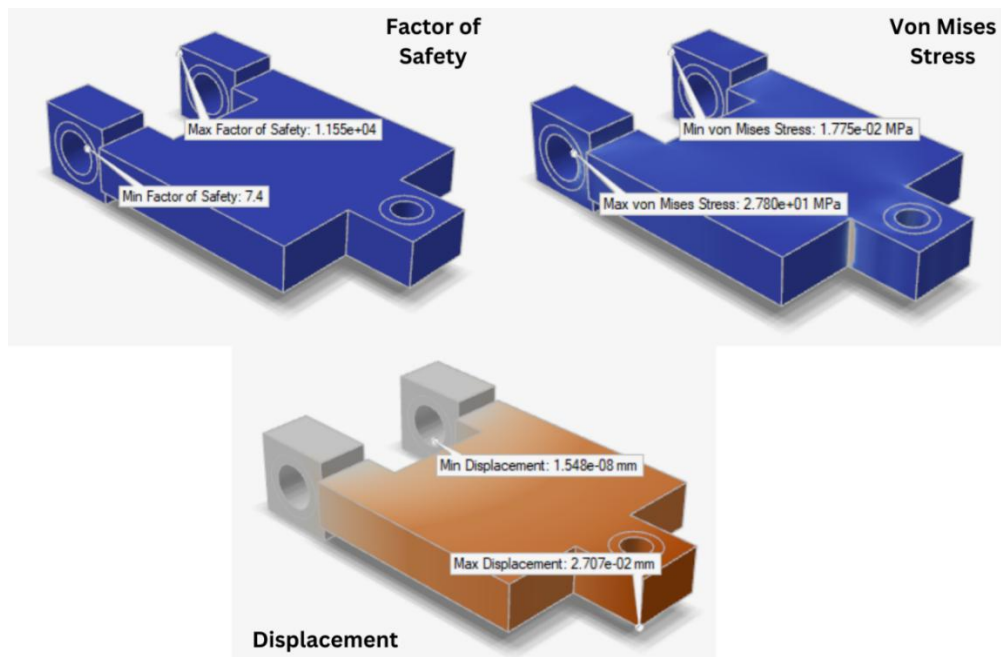 Factor of
Safety
Von Mises
Stress
Max Factor of Safety: 1.155e+04
Min Factor of Safety: 7.4
Min von Mises Stress: 1.775e-02 MPa
Max von Mises Stress: 2.780e+01 MPa
Min Displacement: 1.548e-08 mm
Max Displacement: 2.707e-02 mm
Displacement